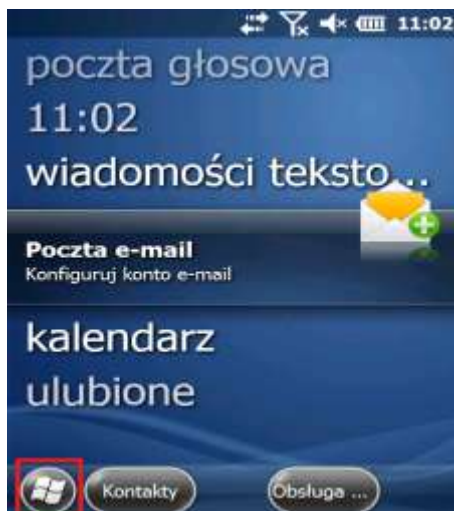 11:02
poczta głosowa
11:02
wiadomości teksto...
Poczta e-mail
Konfiguruj konto e-mail
kalendarz
ulubione
Kontakty
Obsługa ...